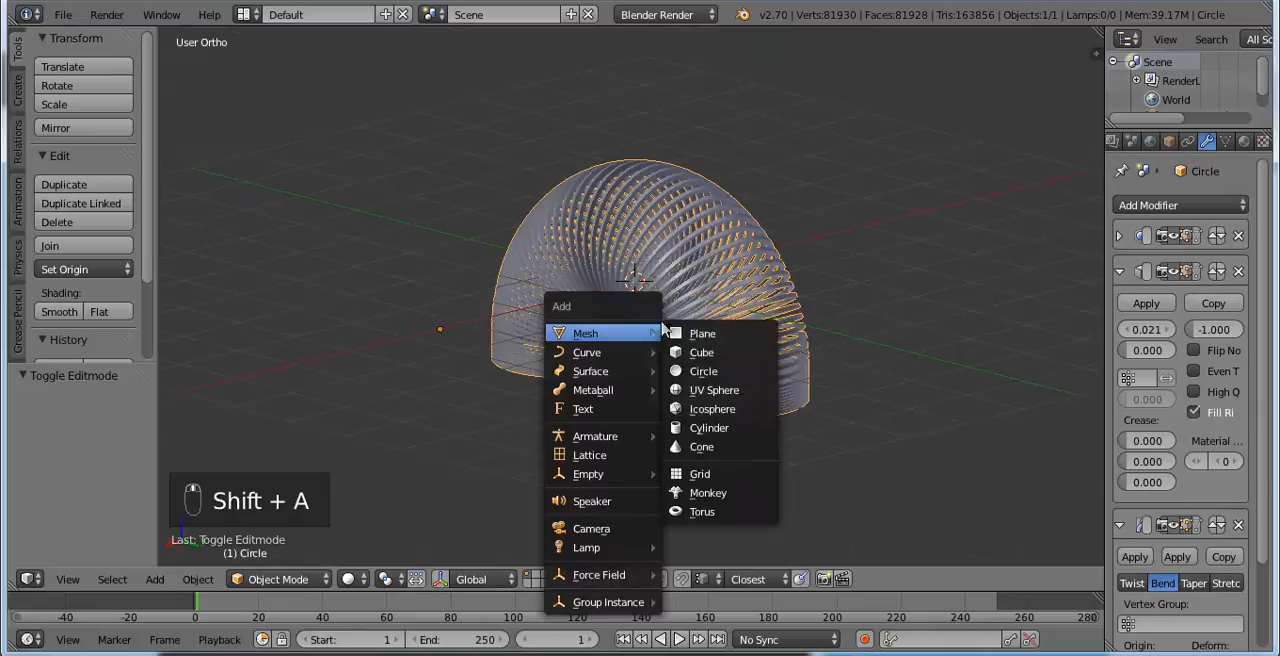 File Render Window Help Default Scene Blender Render v2.70 | Verts:81930 | Faces:81928 | Tris:163856 | Objects:1/1 | Lamps:0/0 | Mem:39.17M | Circle
Tools
Create
Relations
Animation
Physics
Grease Pencil
Transform
Translate
Rotate
Scale
Mirror
Edit
Duplicate
Duplicate Linked
Delete
Join
Set Origin
Shading:
Smooth Flat
History
Toggle Editmode
User Ortho
Add
Mesh
Curve
Surface
Metaball
Text
Armature
Lattice
Empty
Speaker
Camera
Lamp
Force Field
Group Instance
Plane
Cube
Circle
UV Sphere
Icosphere
Cylinder
Cone
Grid
Monkey
Torus
Shift + A
Last: Toggle Editmode
(1) Circle
View Select Add Object Object Mode Global Closest
0 20 40 60 80 100 120 140 160 180 200 220 240 260 280
View Marker Frame Playback Start: 1 End: 250 1 No Sync
View Search All Sc
Scene
RenderL
World
Circle
Add Modifier
Apply Copy
0.021 -1.000
0.000 Flip No
Even T
High Q
0.000 Fill Ri
Crease:
0.000 Material ...
0.000 0
0.000
Apply Apply Copy
Twist Bend Taper Stretc
Vertex Group:
Origin: Deform: